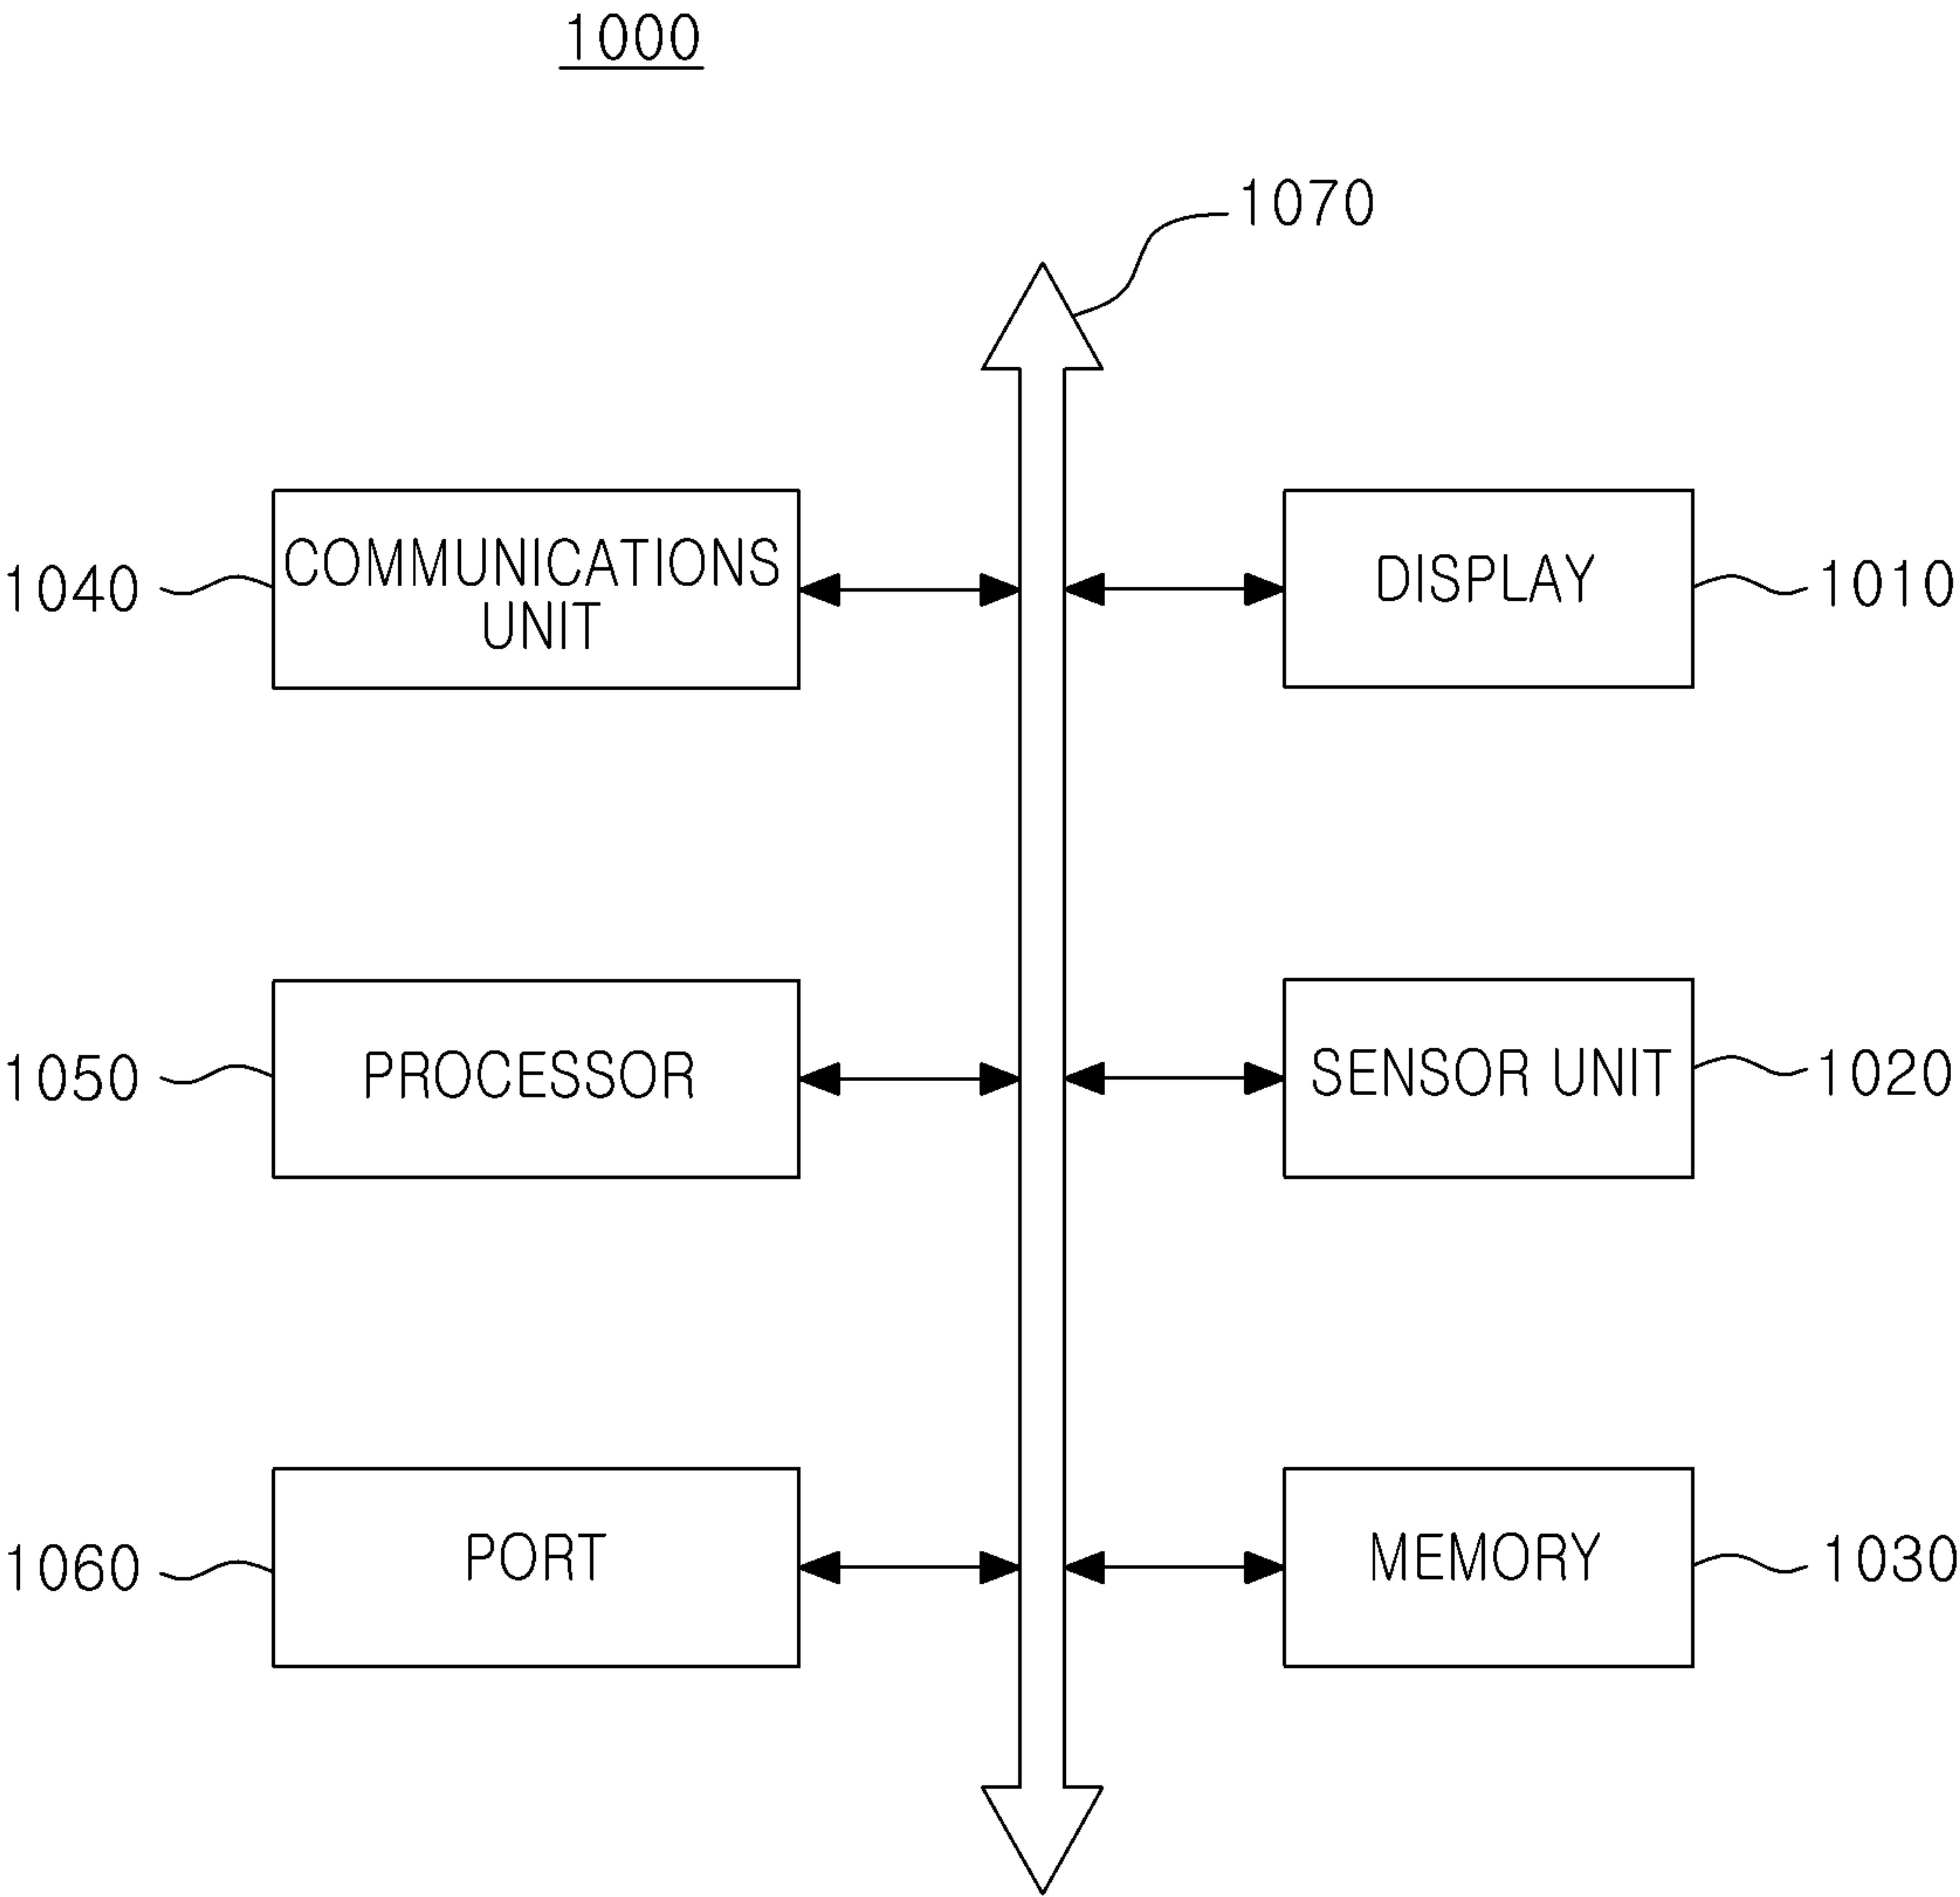 1000
1070
COMMUNICATIONS
UNIT
1040
DISPLAY
1010
1050
PROCESSOR
SENSOR UNIT
1020
1060
PORT
MEMORY
1030